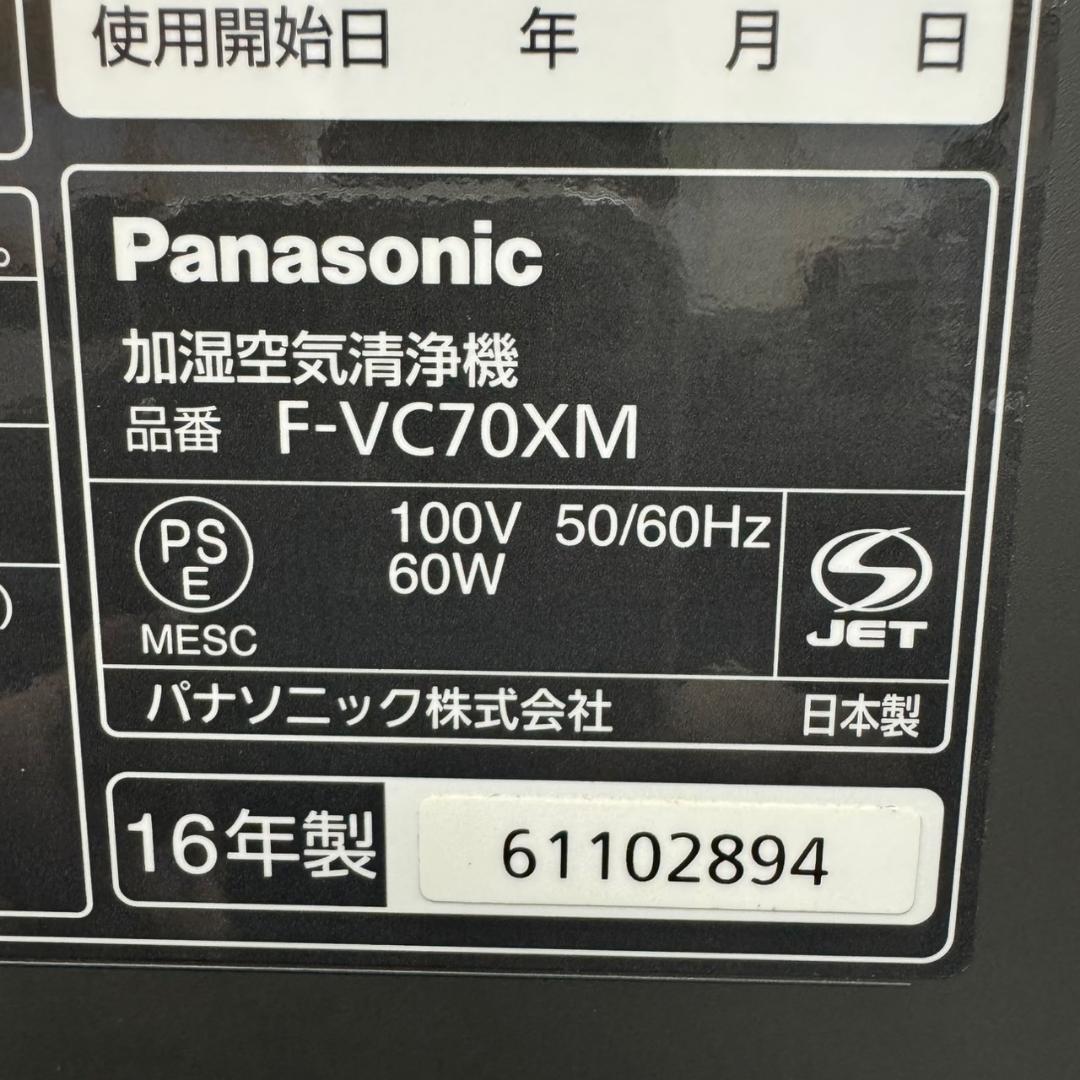 使用開始日 年 月 日
Panasonic
加湿空気清浄機
品番 F-VC70XM
PS
E
MESC
100V 50/60Hz
60W
S
JET
パナソニック株式会社
日本製
16年製
61102894